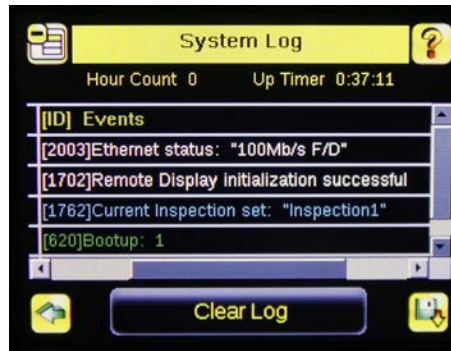 System Log
?
Hour Count 0 Up Timer 0:37:11
[ID] Events
[2003]Ethernet status: "100Mb/s F/D"
[1702]Remote Display initialization successful
[1762]Current Inspection set: "Inspection1"
[620]Bootup: 1
Clear Log